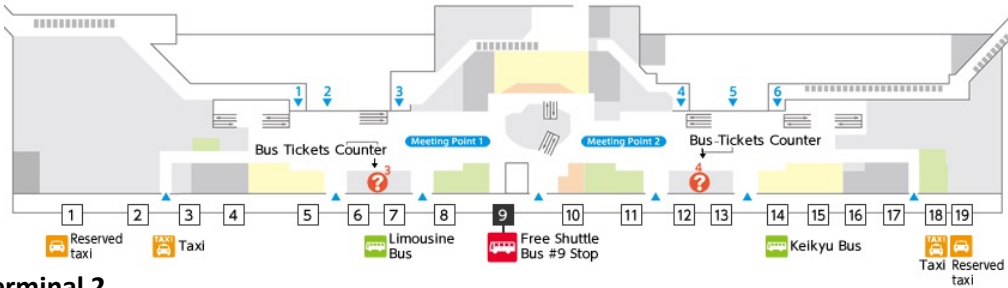 1 2 3 4 5 6
Meeting Point 1 Meeting Point 2
Bus Tickets Counter Bus Tickets Counter
? 3 ? 4
1 2 3 4 5 6 7 8 9 10 11 12 13 14 15 16 17 18 19
Reserved
taxi
TAXI
Taxi
Limousine
Bus
Free Shuttle
Bus #9 Stop
Keikyu Bus
TAXI
Taxi
Reserved
taxi
erminal 2